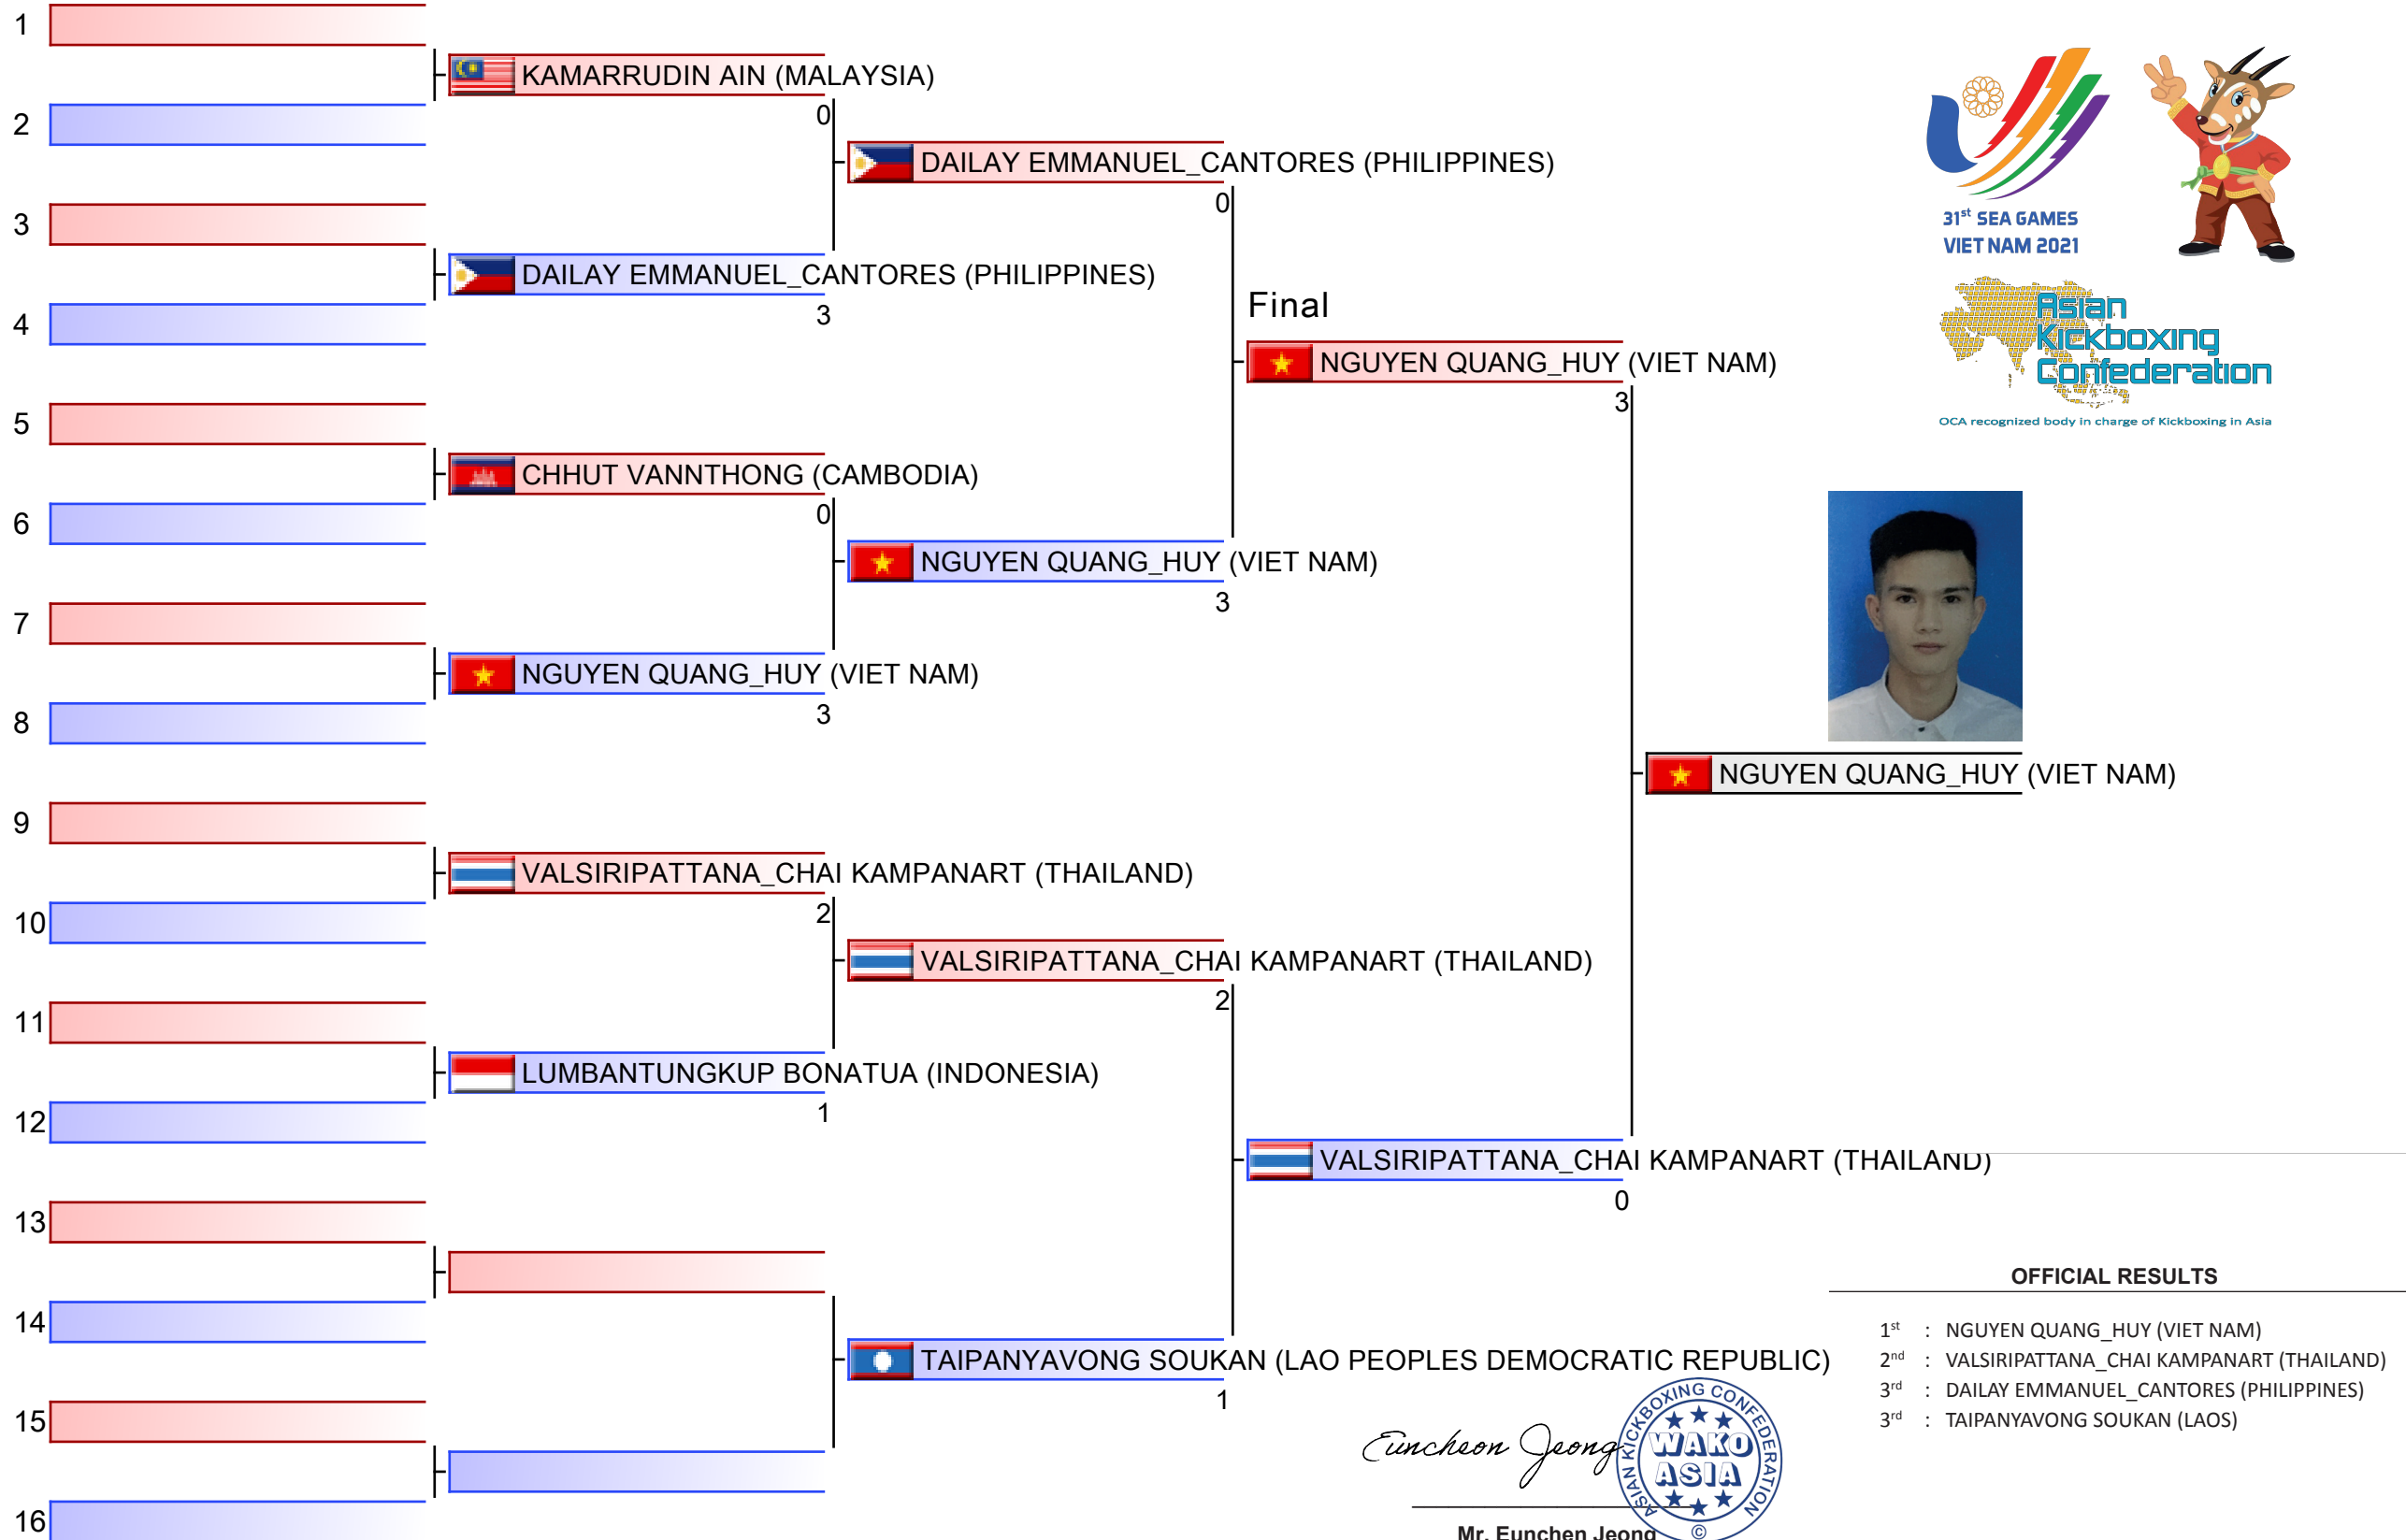 1
KAMARRUDIN AIN (MALAYSIA)
0
2
DAILAY EMMANUEL_CANTORES (PHILIPPINES)
0
3
DAILAY EMMANUEL_CANTORES (PHILIPPINES)
3
4
Final
NGUYEN QUANG_HUY (VIET NAM)
3
5
CHHUT VANNTHONG (CAMBODIA)
0
6
NGUYEN QUANG_HUY (VIET NAM)
3
7
NGUYEN QUANG_HUY (VIET NAM)
3
8
NGUYEN QUANG_HUY (VIET NAM)
9
VALSIRIPATTANA_CHAI KAMPANART (THAILAND)
2
10
VALSIRIPATTANA_CHAI KAMPANART (THAILAND)
2
11
LUMBANTUNGKUP BONATUA (INDONESIA)
1
12
VALSIRIPATTANA_CHAI KAMPANART (THAILAND)
0
13
14
TAIPANYAVONG SOUKAN (LAO PEOPLES DEMOCRATIC REPUBLIC)
1
15
16
31st SEA GAMES
VIET NAM 2021
Asian
Kickboxing
Confederation
OCA recognized body in charge of Kickboxing in Asia
OFFICIAL RESULTS
1st : NGUYEN QUANG_HUY (VIET NAM)
2nd : VALSIRIPATTANA_CHAI KAMPANART (THAILAND)
3rd : DAILAY EMMANUEL_CANTORES (PHILIPPINES)
3rd : TAIPANYAVONG SOUKAN (LAOS)
Euncheon Jeong
ASIAN KICKBOXING CONFEDERATION
WAKO
ASIA
©
Mr. Eunchen Jeong